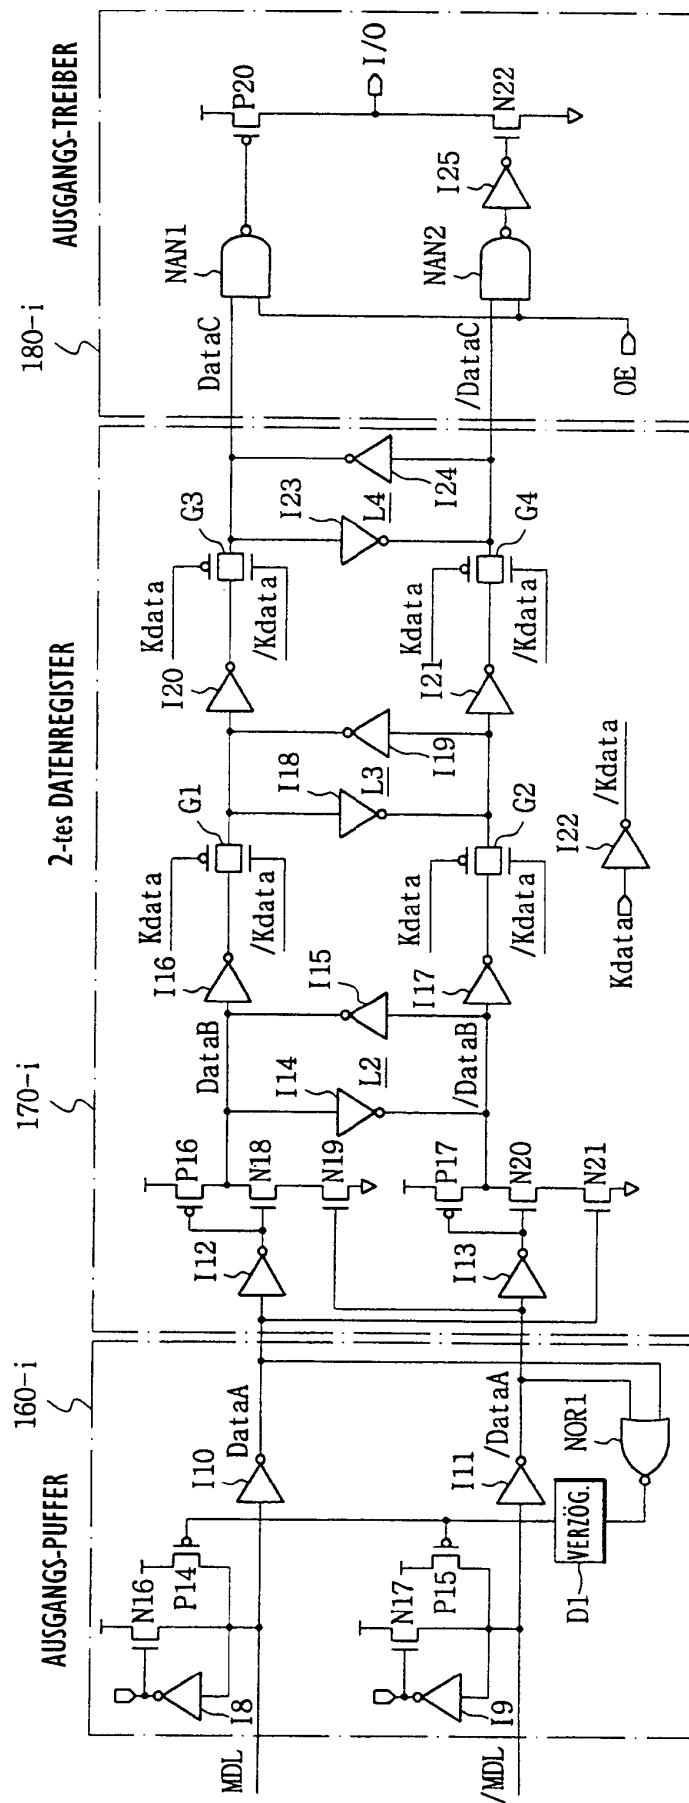 160-i
170-i
180-i
AUSGANGS-PUFFER
2-tes DATENREGISTER
AUSGANGS-TREIBER
MDL
I8
N16
P14
I10
DataA
/MDL
I9
N17
P15
I11
/DataA
D1
VERZÖG.
NOR1
I12
P16
N18
N19
I13
P17
N20
N21
DataB
/DataB
I14
I15
L2
I16
I17
Kdata
/Kdata
G1
Kdata
/Kdata
G2
I18
I19
L3
I20
I21
Kdata
/Kdata
G3
Kdata
/Kdata
G4
I22
Kdata
/Kdata
I23
I24
L4
DataC
/DataC
NAN1
NAN2
OE
I25
P20
N22
I/O